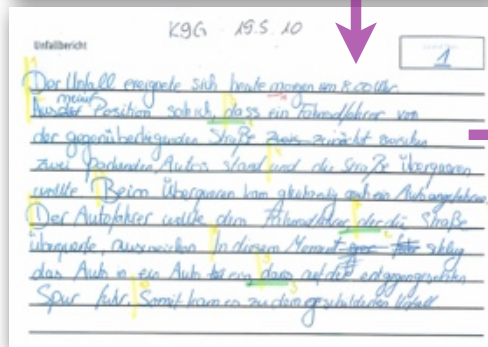 K9G 19.5.10
Unfallbericht
1
Der Unfall ereignete sich heute morgen um 8.00 Uhr.
Aus meiner Position sah ich, dass ein Fahrradfahrer von
der gegenüberliegenden Straße zunächst zwischen
zwei parkenden Autos stand und die Straße überqueren
wollte. Beim Überqueren kam gleichzeitig auch ein Auto angefahren.
Der Autofahrer wollte dem Fahrradfahrer, der die Straße
überquerte, ausweichen. In diesem Moment schlug
das Auto in ein Auto ein, dass auf der entgegengesetzten
Spur fuhr. Somit kam es zu dem geschilderten Unfall